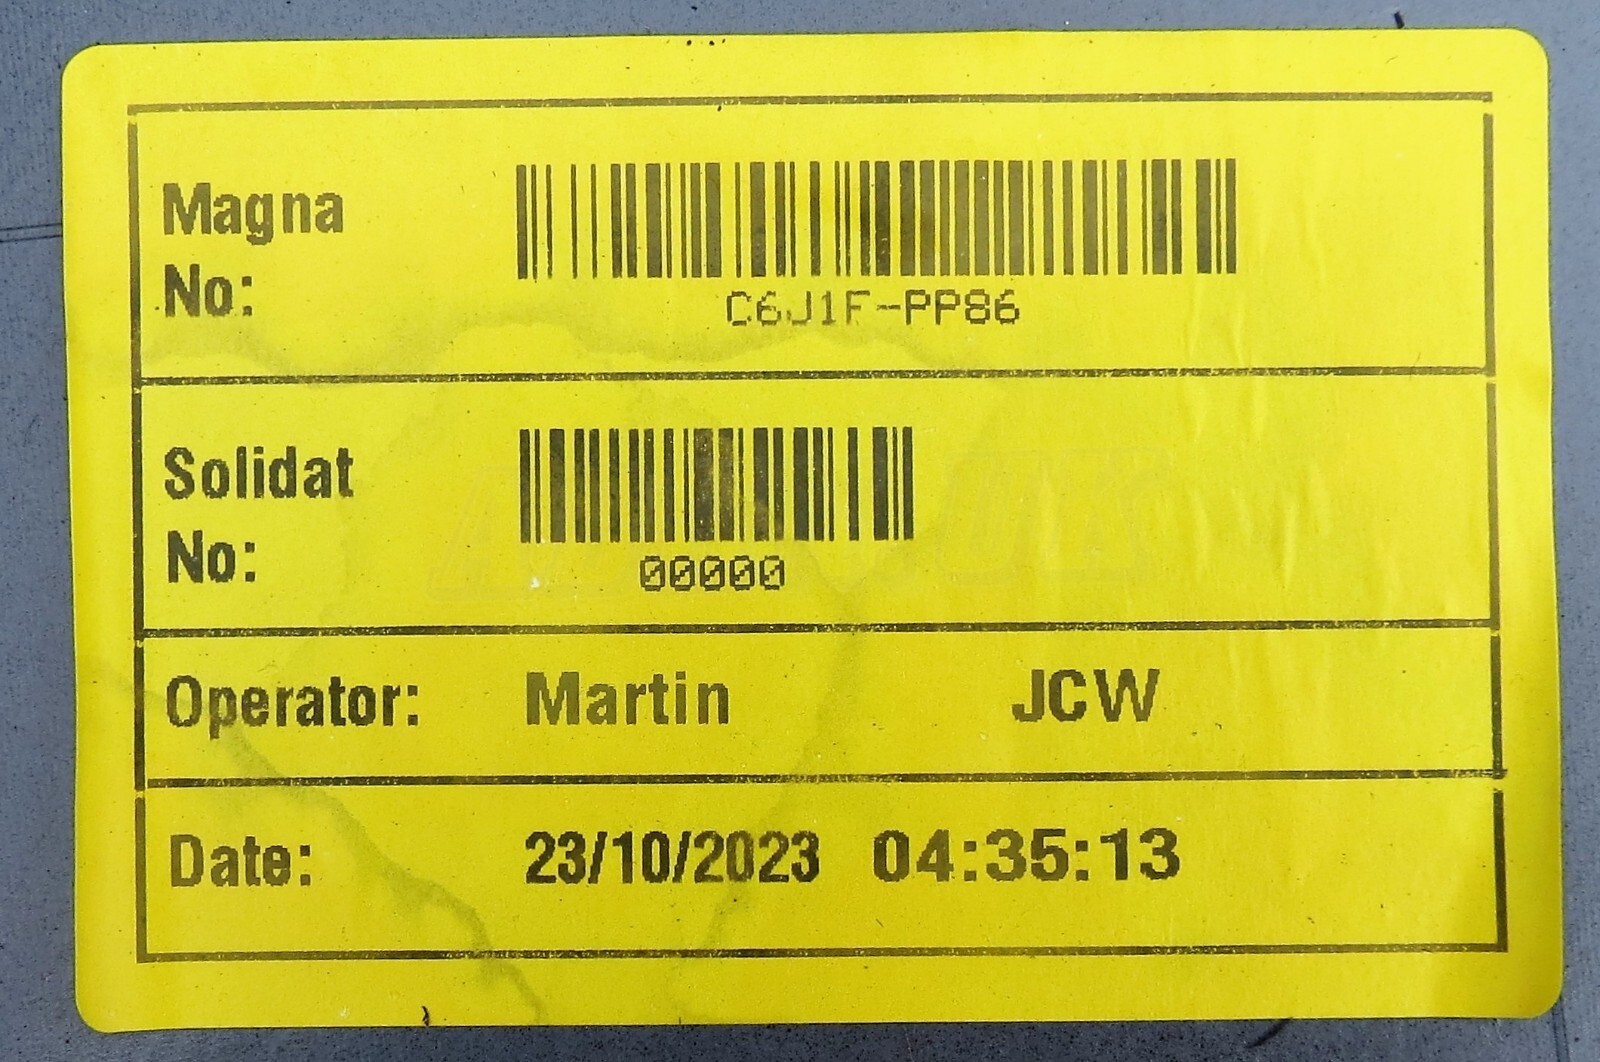 Magna
No:
C6J1F-PP86
Solidat
No:
00000
Operator: Martin JCW
Date: 23/10/2023 04:35:13